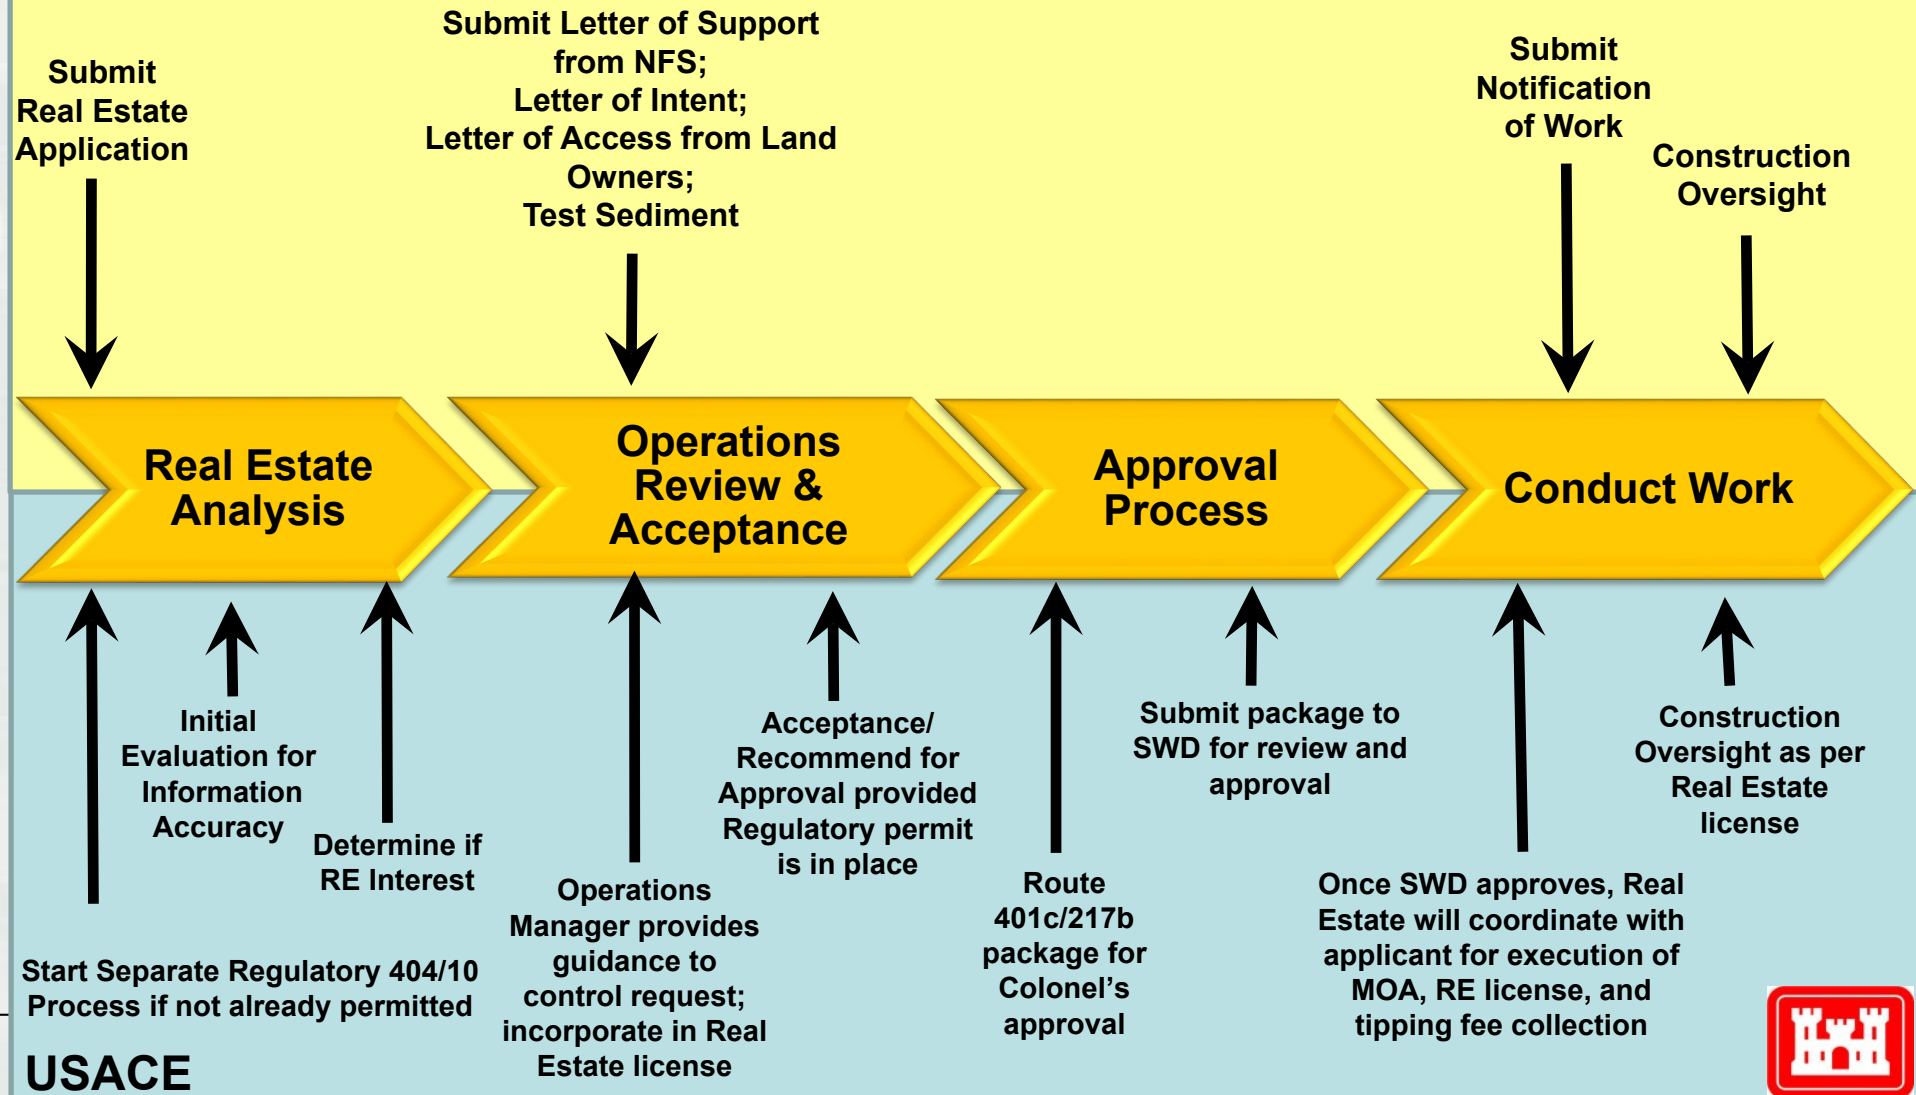 Submit
Real Estate
Application
Submit Letter of Support
from NFS;
Letter of Intent;
Letter of Access from Land
Owners;
Test Sediment
Submit
Notification
of Work
Construction
Oversight
Real Estate
Analysis
Operations
Review &
Acceptance
Approval
Process
Conduct Work
Start Separate Regulatory 404/10
Process if not already permitted
Initial
Evaluation for
Information
Accuracy
Determine if
RE Interest
Operations
Manager provides
guidance to
control request;
incorporate in Real
Estate license
Acceptance/
Recommend for
Approval provided
Regulatory permit
is in place
Route
401c/217b
package for
Colonel’s
approval
Submit package to
SWD for review and
approval
Once SWD approves, Real
Estate will coordinate with
applicant for execution of
MOA, RE license, and
tipping fee collection
Construction
Oversight as per
Real Estate
license
USACE